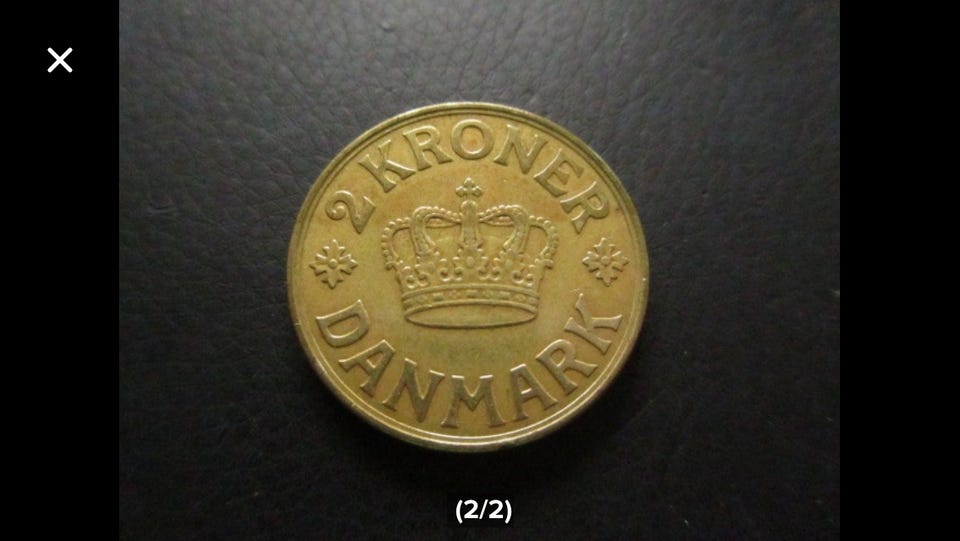 2 KRONER
DANMARK
(2/2)